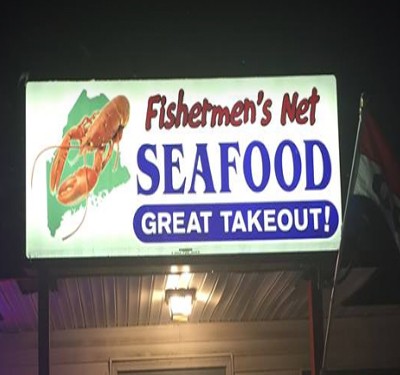 Fishermen's Net
SEAFOOD
GREAT TAKEOUT!